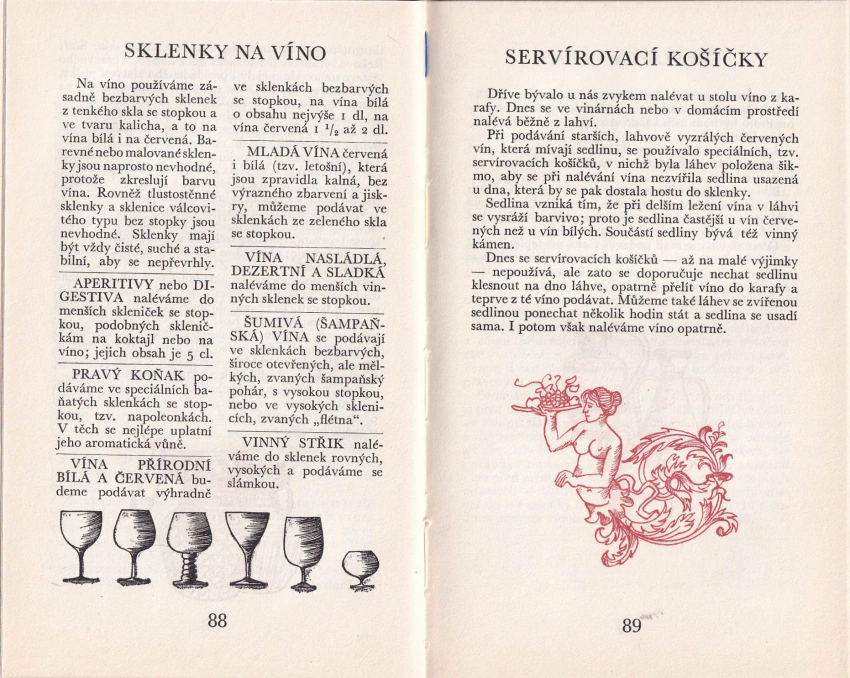 SKLENKY NA VÍNO
Na víno používáme zá-
sadně bezbarvých sklenek
z tenkého skla se stopkou a
ve tvaru kalicha, a to na
vína bílá i na červená. Ba-
revné nebo malované sklen-
ky jsou naprosto nevhodné,
protože zkreslují barvu
vína. Rovněž tlustostěnné
sklenky a sklenice válcovi-
tého typu bez stopky jsou
nevhodné. Sklenky mají
být vždy čisté, suché a sta-
bilní, aby se nepřevrhly.
APERITIVY nebo DI-
GESTIVA naléváme do
menších skleniček se stop-
kou, podobných sklenič-
kám na koktajl nebo na
víno; jejich obsah je 5 cl.
PRAVÝ KOŇAK po-
dáváme ve speciálních ba-
ňatých sklenkách se stop-
kou, tzv. napoleonkách.
V těch se nejlépe uplatní
jeho aromatická vůně.
VÍNA PŘÍRODNÍ
BÍLÁ A ČERVENÁ bu-
deme podávat výhradně
ve sklenkách bezbarvých
se stopkou, na vína bílá
o obsahu nejvýše 1 dl, na
vína červená 1 1/2 až 2 dl.
MLADÁ VÍNA červená
i bílá (tzv. letošní), která
jsou zpravidla kalná, bez
výrazného zbarvení a jisk-
ry, můžeme podávat ve
sklenkách ze zeleného skla
se stopkou.
VÍNA NASLÁDLÁ,
DEZERTNÍ A SLADKÁ
naléváme do menších vin-
ných sklenek se stopkou.
ŠUMIVÁ (ŠAMPAŇ-
SKÁ) VÍNA se podávají
ve sklenkách bezbarvých,
široce otevřených, ale měl-
kých, zvaných šampaňský
pohár, s vysokou stopkou,
nebo ve vysokých skleni-
cích, zvaných „flétna“.
VINNÝ STŘIK nalé-
váme do sklenek rovných,
vysokých a podáváme se
slámkou.
88
SERVÍROVACÍ KOŠÍČKY
Dříve bývalo u nás zvykem nalévat u stolu víno z ka-
rafy. Dnes se ve vinárnách nebo v domácím prostředí
nalévá běžně z lahví.
Při podávání starších, lahvově vyzrálých červených
vín, která mívají sedlinu, se používalo speciálních, tzv.
servírovacích košíčků, v nichž byla láhev položena šik-
mo, aby se při nalévání vína nezvířila sedlina usazená
u dna, která by se pak dostala hostu do sklenky.
Sedlina vzniká tím, že při delším ležení vína v láhvi
se vysráží barvivo; proto je sedlina častější u vín červe-
ných než u vín bílých. Součástí sedliny bývá též vinný
kámen.
Dnes se servírovacích košíčků — až na malé výjimky
— nepoužívá, ale zato se doporučuje nechat sedlinu
klesnout na dno láhve, opatrně přelít víno do karafy a
teprve z té víno podávat. Můžeme také láhev se zvířenou
sedlinou ponechat několik hodin stát a sedlina se usadí
sama. I potom však naléváme víno opatrně.
89